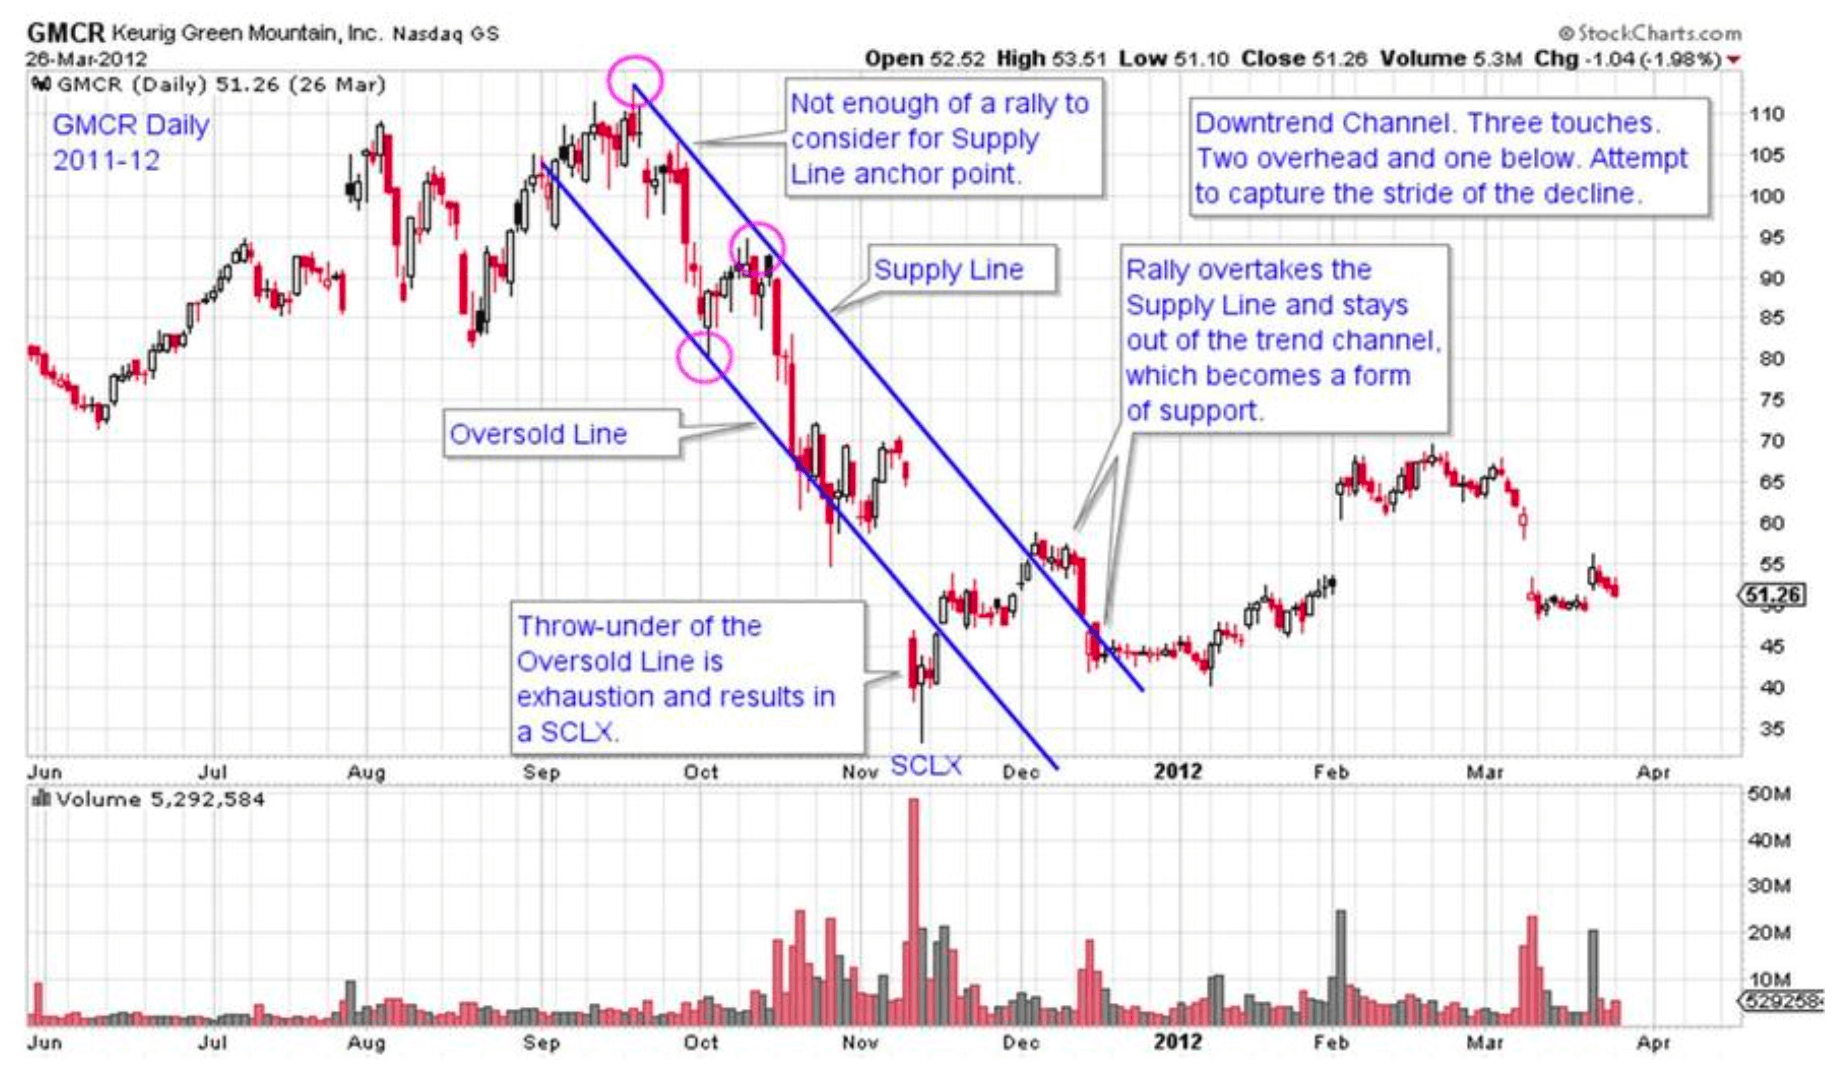 GMCR Keurig Green Mountain, Inc. Nasdaq GS
© StockCharts.com
26-Mar-2012
Open 52.52 High 53.51 Low 51.10 Close 51.26 Volume 5.3M Chg -1.04 (-1.98%)
GMCR (Daily) 51.26 (26 Mar)
GMCR Daily
2011-12
Not enough of a rally to
consider for Supply
Line anchor point.
Downtrend Channel. Three touches.
Two overhead and one below. Attempt
to capture the stride of the decline.
Supply Line
Rally overtakes the
Supply Line and stays
out of the trend channel,
which becomes a form
of support.
Oversold Line
Throw-under of the
Oversold Line is
exhaustion and results in
a SCLX.
SCLX
110
105
100
95
90
85
80
75
70
65
60
55
51.26
50
45
40
35
Jun Jul Aug Sep Oct Nov Dec 2012 Feb Mar Apr
Volume 5,292,584
50M
40M
30M
20M
10M
5292584
Jun Jul Aug Sep Oct Nov Dec 2012 Feb Mar Apr